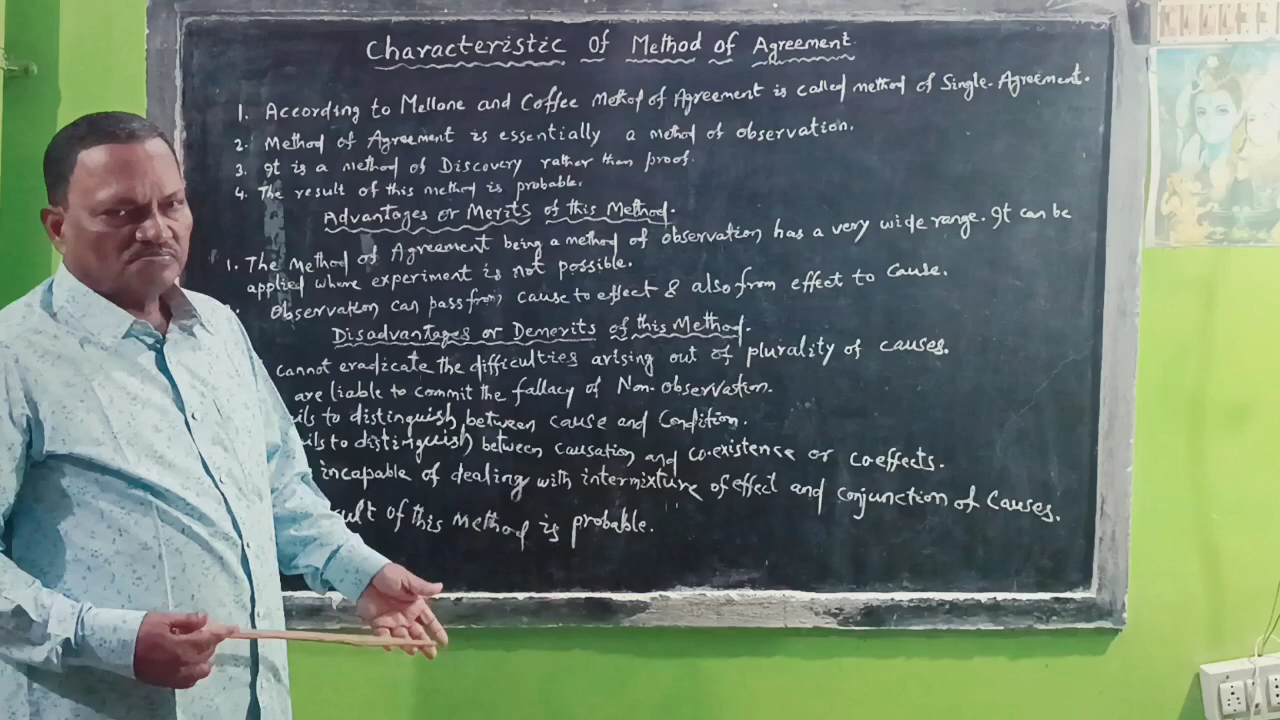 Characteristic Of Method of Agreement
1. According to Mellone and Coffee Method of Agreement is called method of Single-Agreement.
2. Method of Agreement is essentially a method of observation.
3. It is a method of Discovery rather than proof.
4. The result of this method is probable.
Advantages or Merits of this Method.
1. The Method of Agreement being a method of observation has a very wide range. It can be
applied where experiment is not possible.
Observation can pass from cause to effect & also from effect to cause.
Disadvantages or Demerits of this Method.
cannot eradicate the difficulties arising out of plurality of causes.
are liable to commit the fallacy of Non-observation.
ils to distinguish between cause and Condition.
ils to distinguish between causation and co-existence or coeffects.
incapable of dealing with intermixture of effect and conjunction of Causes.
sult of this Method is probable.